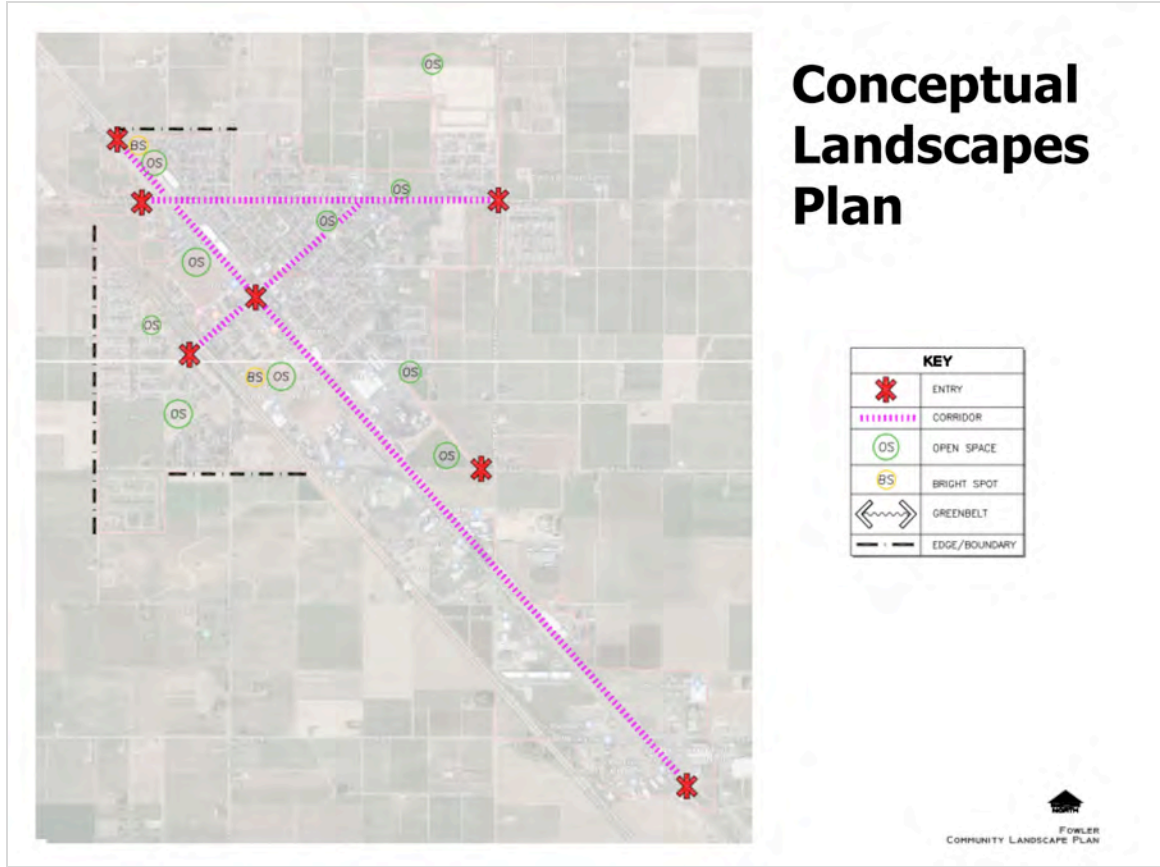 Conceptual
Landscapes
Plan
OS
BS
OS
OS
OS
OS
OS
BS
OS
OS
OS
OS
KEY
ENTRY
CORRIDOR
OS
OPEN SPACE
BS
BRIGHT SPOT
GREENBELT
EDGE/BOUNDARY
NORTH
FOWLER
COMMUNITY LANDSCAPE PLAN